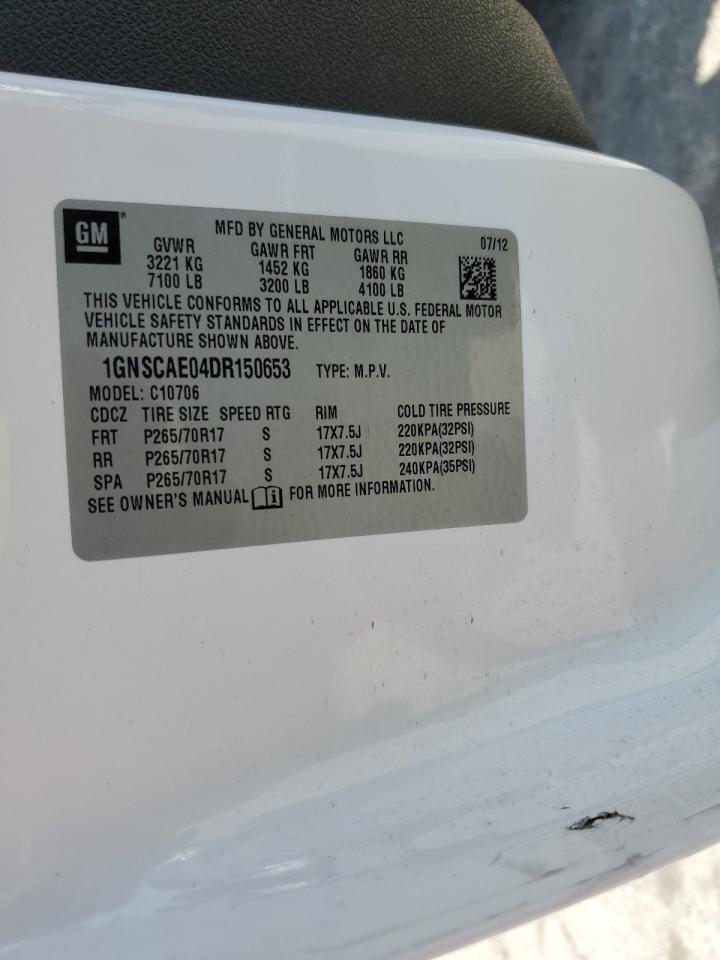 GM
MFD BY GENERAL MOTORS LLC
07/12
GVWR GAWR FRT GAWR RR
3221 KG 1452 KG 1860 KG
7100 LB 3200 LB 4100 LB
THIS VEHICLE CONFORMS TO ALL APPLICABLE U.S. FEDERAL MOTOR
VEHICLE SAFETY STANDARDS IN EFFECT ON THE DATE OF
MANUFACTURE SHOWN ABOVE.
1GNSCAE04DR150653 TYPE: M.P.V.
MODEL: C10706
CDCZ TIRE SIZE SPEED RTG RIM COLD TIRE PRESSURE
FRT P265/70R17 S 17X7.5J 220KPA(32PSI)
RR P265/70R17 S 17X7.5J 220KPA(32PSI)
SPA P265/70R17 S 17X7.5J 240KPA(35PSI)
SEE OWNER'S MANUAL FOR MORE INFORMATION.